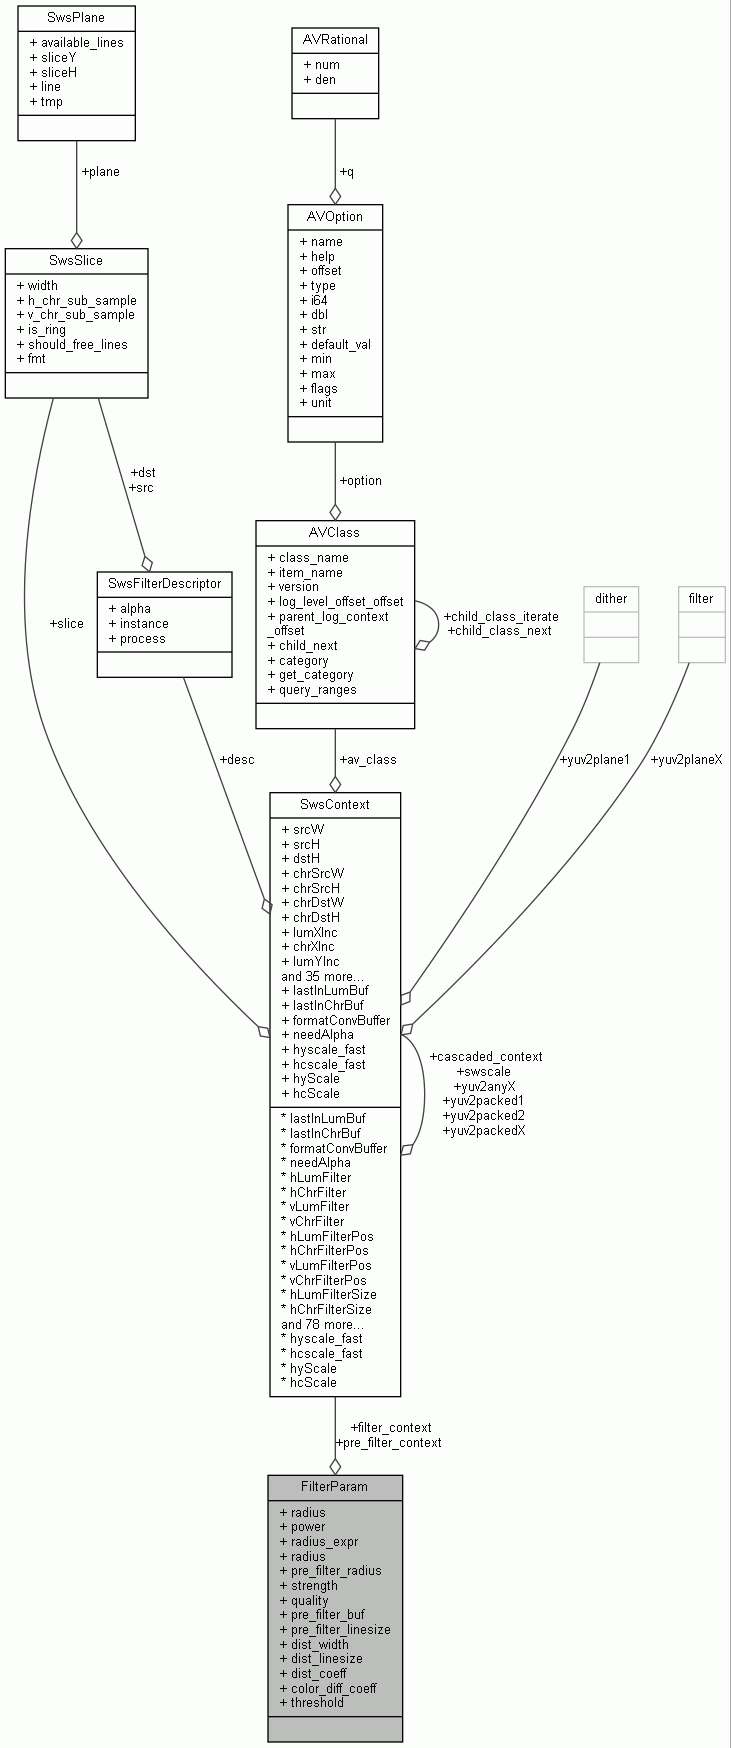 SwsPlane
+ available_lines
+ sliceY
+ sliceH
+ line
+ tmp
AVRational
+ num
+ den
+plane
+q
SwsSlice
+ width
+ h_chr_sub_sample
+ v_chr_sub_sample
+ is_ring
+ should_free_lines
+ fmt
AVOption
+ name
+ help
+ offset
+ type
+ i64
+ dbl
+ str
+ default_val
+ min
+ max
+ flags
+ unit
+dst
+src
+option
SwsFilterDescriptor
+ alpha
+ instance
+ process
AVClass
+ class_name
+ item_name
+ version
+ log_level_offset_offset
+ parent_log_context
_offset
+ child_next
+ category
+ get_category
+ query_ranges
+child_class_iterate
+child_class_next
dither
filter
+slice
+desc
+av_class
+yuv2plane1
+yuv2planeX
SwsContext
+ srcW
+ srcH
+ dstH
+ chrSrcW
+ chrSrcH
+ chrDstW
+ chrDstH
+ lumXInc
+ chrXInc
+ lumYInc
and 35 more...
+ lastInLumBuf
+ lastInChrBuf
+ formatConvBuffer
+ needAlpha
+ hyscale_fast
+ hcscale_fast
+ hyScale
+ hcScale
* lastInLumBuf
* lastInChrBuf
* formatConvBuffer
* needAlpha
* hLumFilter
* hChrFilter
* vLumFilter
* vChrFilter
* hLumFilterPos
* hChrFilterPos
* vLumFilterPos
* vChrFilterPos
* hLumFilterSize
* hChrFilterSize
and 78 more...
* hyscale_fast
* hcscale_fast
* hyScale
* hcScale
+cascaded_context
+swscale
+yuv2anyX
+yuv2packed1
+yuv2packed2
+yuv2packedX
+filter_context
+pre_filter_context
FilterParam
+ radius
+ power
+ radius_expr
+ radius
+ pre_filter_radius
+ strength
+ quality
+ pre_filter_buf
+ pre_filter_linesize
+ dist_width
+ dist_linesize
+ dist_coeff
+ color_diff_coeff
+ threshold